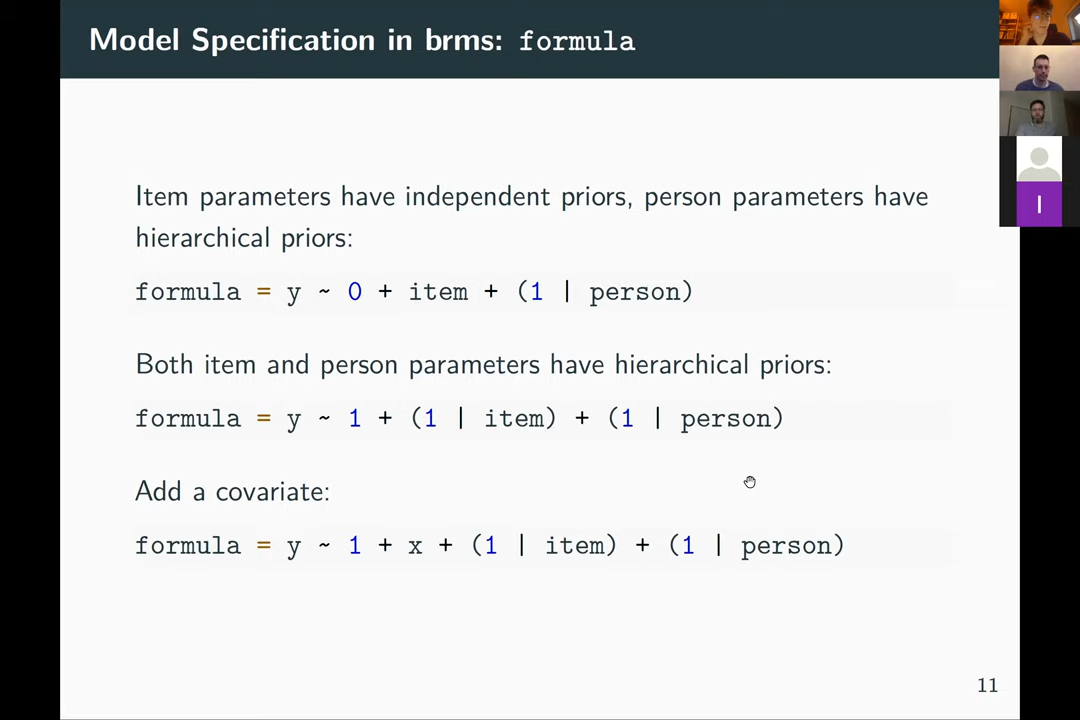 Model Specification in brms: formula
Item parameters have independent priors, person parameters have
hierarchical priors:
formula = y ~ 0 + item + (1 | person)
Both item and person parameters have hierarchical priors:
formula = y ~ 1 + (1 | item) + (1 | person)
Add a covariate:
formula = y ~ 1 + x + (1 | item) + (1 | person)
11
I